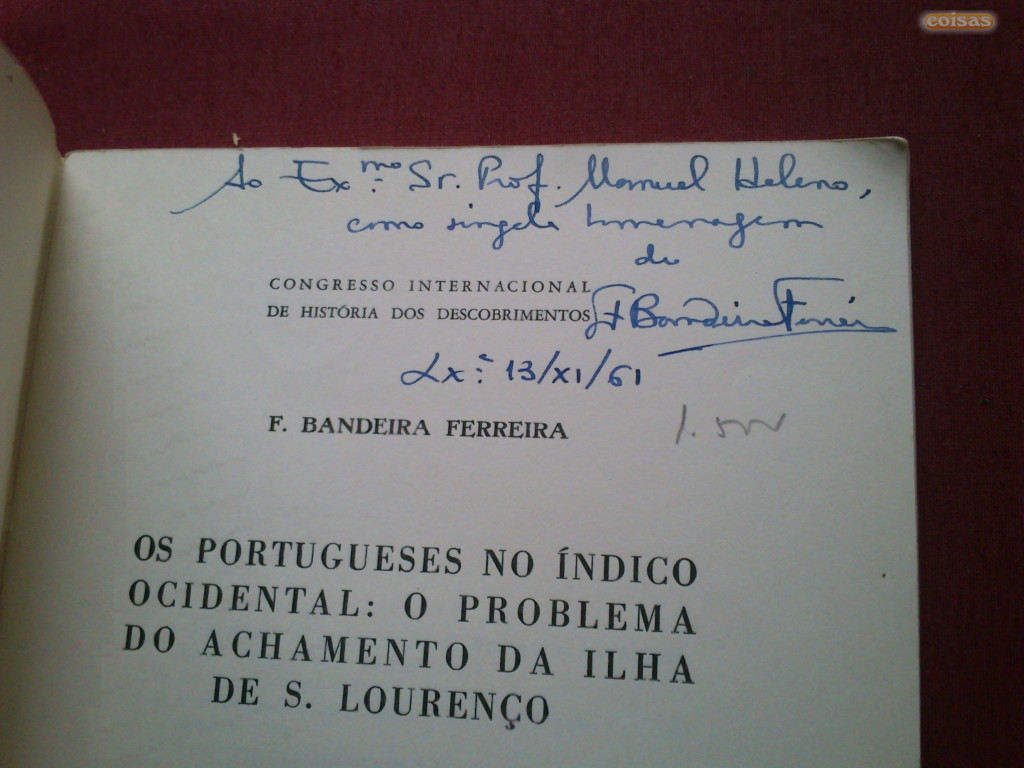 coisas
Ao Ex.mo Sr. Prof. Manuel Heleno,
como singela homenagem
do
CONGRESSO INTERNACIONAL
DE HISTÓRIA DOS DESCOBRIMENTOS
F Bandeira Ferreira
Lx.ª 13/XI/61
F. BANDEIRA FERREIRA
OS PORTUGUESES NO ÍNDICO
OCIDENTAL: O PROBLEMA
DO ACHAMENTO DA ILHA
DE S. LOURENÇO